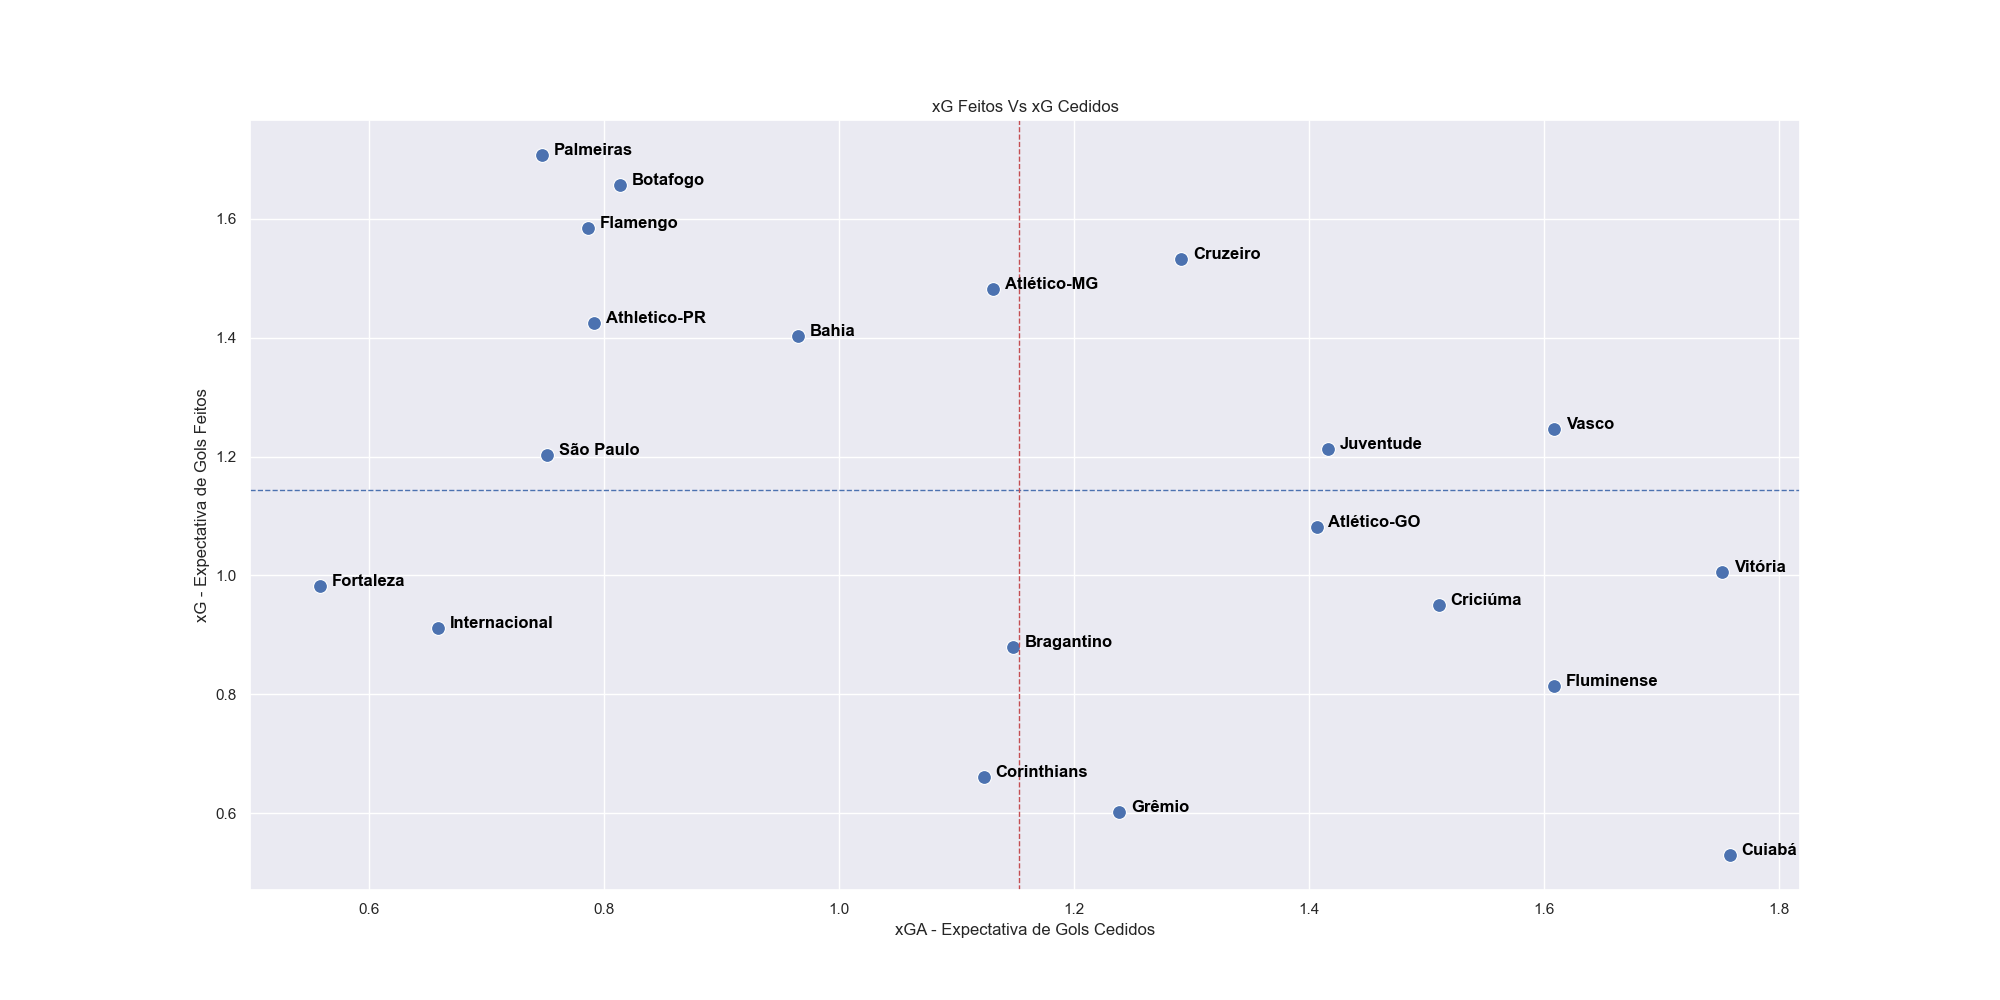 xG Feitos Vs xG Cedidos
Palmeiras
Botafogo
Flamengo
Cruzeiro
Atlético-MG
Athletico-PR
Bahia
Vasco
Juventude
São Paulo
Atlético-GO
Vitória
Fortaleza
Criciúma
Internacional
Bragantino
Fluminense
Corinthians
Grêmio
Cuiabá
1.6
1.4
1.2
1.0
0.8
0.6
xG - Expectativa de Gols Feitos
0.6 0.8 1.0 1.2 1.4 1.6 1.8
xGA - Expectativa de Gols Cedidos